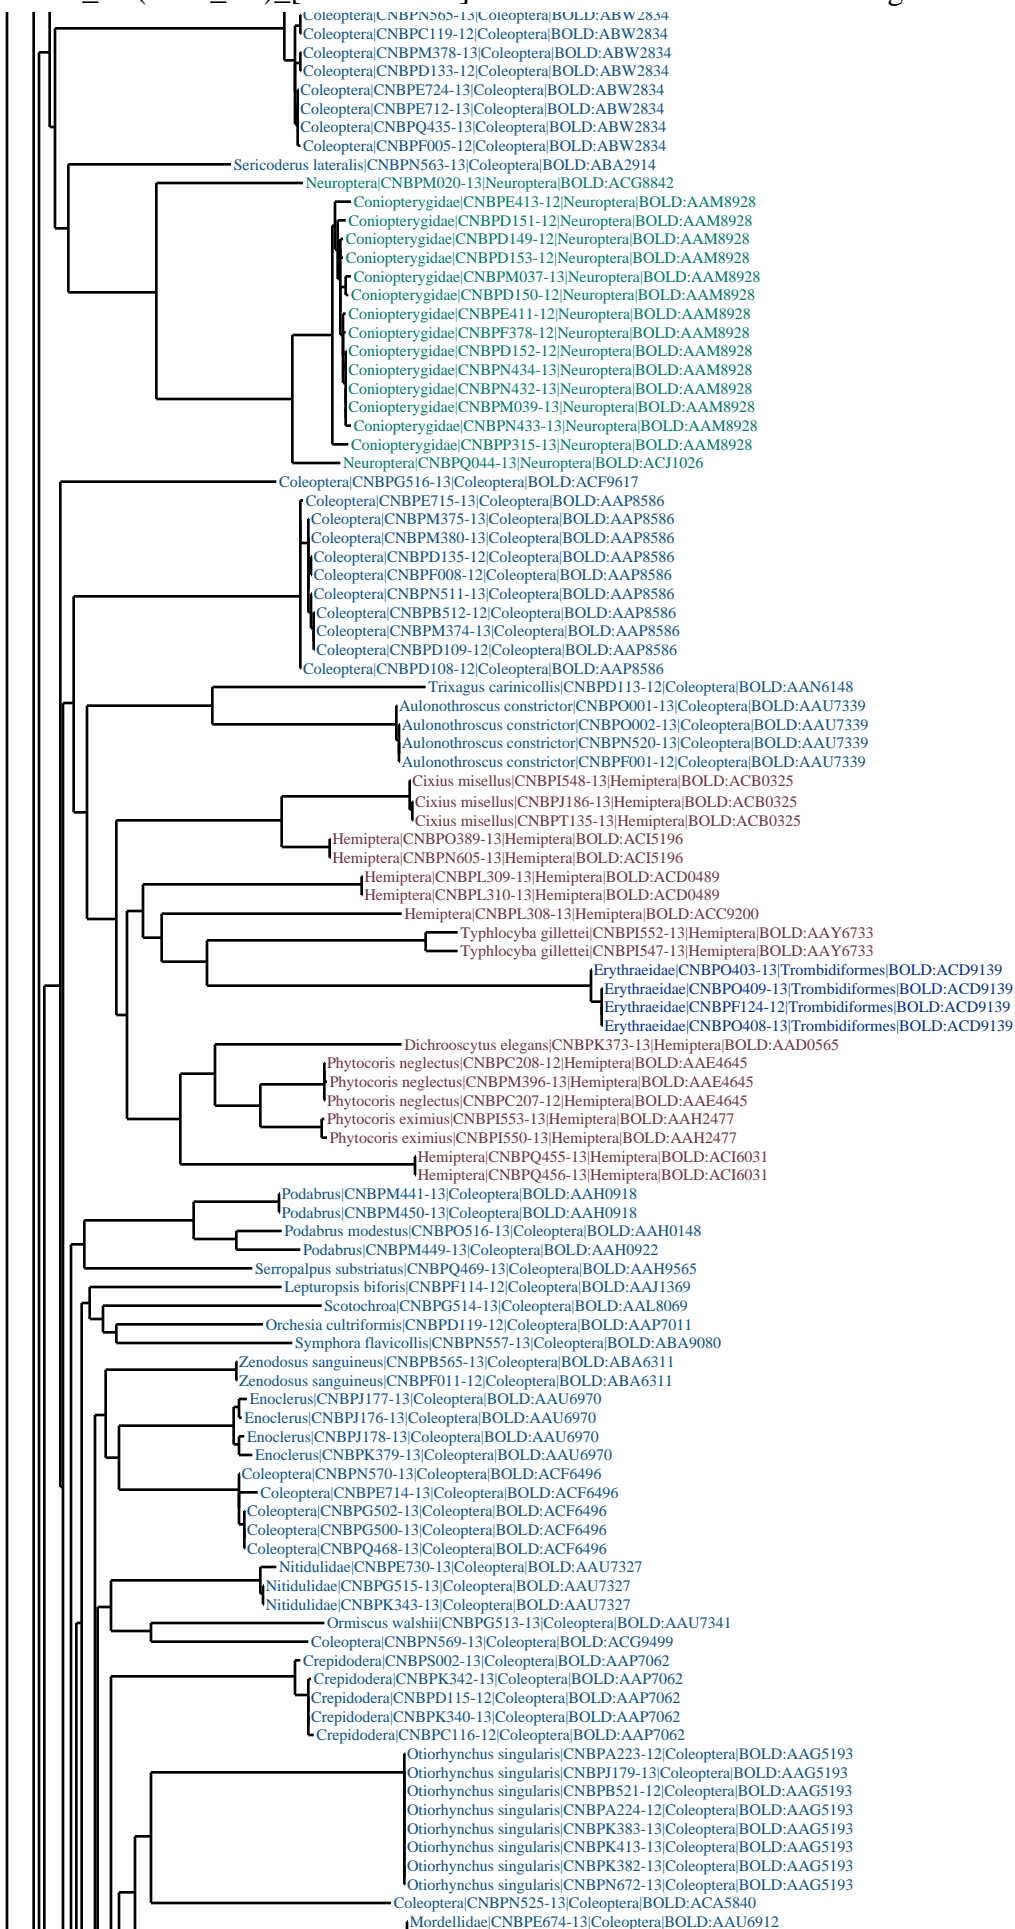 Coleoptera|CNBPN565-13|Coleoptera|BOLD:ABW2834
Coleoptera|CNBPC119-12|Coleoptera|BOLD:ABW2834
Coleoptera|CNBPM378-13|Coleoptera|BOLD:ABW2834
Coleoptera|CNBPD133-12|Coleoptera|BOLD:ABW2834
Coleoptera|CNBPE724-13|Coleoptera|BOLD:ABW2834
Coleoptera|CNBPE712-13|Coleoptera|BOLD:ABW2834
Coleoptera|CNBPQ435-13|Coleoptera|BOLD:ABW2834
Coleoptera|CNBPF005-12|Coleoptera|BOLD:ABW2834
Sericoderus lateralis|CNBPN563-13|Coleoptera|BOLD:ABA2914
Neuroptera|CNBPM020-13|Neuroptera|BOLD:ACG8842
Coniopterygidae|CNBPE413-12|Neuroptera|BOLD:AAM8928
Coniopterygidae|CNBPD151-12|Neuroptera|BOLD:AAM8928
Coniopterygidae|CNBPD149-12|Neuroptera|BOLD:AAM8928
Coniopterygidae|CNBPD153-12|Neuroptera|BOLD:AAM8928
Coniopterygidae|CNBPM037-13|Neuroptera|BOLD:AAM8928
Coniopterygidae|CNBPD150-12|Neuroptera|BOLD:AAM8928
Coniopterygidae|CNBPE411-12|Neuroptera|BOLD:AAM8928
Coniopterygidae|CNBPF378-12|Neuroptera|BOLD:AAM8928
Coniopterygidae|CNBPD152-12|Neuroptera|BOLD:AAM8928
Coniopterygidae|CNBPN434-13|Neuroptera|BOLD:AAM8928
Coniopterygidae|CNBPN432-13|Neuroptera|BOLD:AAM8928
Coniopterygidae|CNBPM039-13|Neuroptera|BOLD:AAM8928
Coniopterygidae|CNBPN433-13|Neuroptera|BOLD:AAM8928
Coniopterygidae|CNBPP315-13|Neuroptera|BOLD:AAM8928
Neuroptera|CNBPQ044-13|Neuroptera|BOLD:ACJ1026
Coleoptera|CNBPG516-13|Coleoptera|BOLD:ACF9617
Coleoptera|CNBPE715-13|Coleoptera|BOLD:AAP8586
Coleoptera|CNBPM375-13|Coleoptera|BOLD:AAP8586
Coleoptera|CNBPM380-13|Coleoptera|BOLD:AAP8586
Coleoptera|CNBPD135-12|Coleoptera|BOLD:AAP8586
Coleoptera|CNBPF008-12|Coleoptera|BOLD:AAP8586
Coleoptera|CNBPN511-13|Coleoptera|BOLD:AAP8586
Coleoptera|CNBPB512-12|Coleoptera|BOLD:AAP8586
Coleoptera|CNBPM374-13|Coleoptera|BOLD:AAP8586
Coleoptera|CNBPD109-12|Coleoptera|BOLD:AAP8586
Coleoptera|CNBPD108-12|Coleoptera|BOLD:AAP8586
Trixagus carinicollis|CNBPD113-12|Coleoptera|BOLD:AAN6148
Aulonothroscus constrictor|CNBPO001-13|Coleoptera|BOLD:AAU7339
Aulonothroscus constrictor|CNBPO002-13|Coleoptera|BOLD:AAU7339
Aulonothroscus constrictor|CNBPN520-13|Coleoptera|BOLD:AAU7339
Aulonothroscus constrictor|CNBPF001-12|Coleoptera|BOLD:AAU7339
Cixius misellus|CNBPI548-13|Hemiptera|BOLD:ACB0325
Cixius misellus|CNBPJ186-13|Hemiptera|BOLD:ACB0325
Cixius misellus|CNBPT135-13|Hemiptera|BOLD:ACB0325
Hemiptera|CNBPO389-13|Hemiptera|BOLD:ACI5196
Hemiptera|CNBPN605-13|Hemiptera|BOLD:ACI5196
Hemiptera|CNBPL309-13|Hemiptera|BOLD:ACD0489
Hemiptera|CNBPL310-13|Hemiptera|BOLD:ACD0489
Hemiptera|CNBPL308-13|Hemiptera|BOLD:ACC9200
Typhlocyba gillettei|CNBPI552-13|Hemiptera|BOLD:AAY6733
Typhlocyba gillettei|CNBPI547-13|Hemiptera|BOLD:AAY6733
Erythraeidae|CNBPO403-13|Trombidiformes|BOLD:ACD9139
Erythraeidae|CNBPO409-13|Trombidiformes|BOLD:ACD9139
Erythraeidae|CNBPF124-12|Trombidiformes|BOLD:ACD9139
Erythraeidae|CNBPO408-13|Trombidiformes|BOLD:ACD9139
Dichrooscytus elegans|CNBPK373-13|Hemiptera|BOLD:AAD0565
Phytocoris neglectus|CNBPC208-12|Hemiptera|BOLD:AAE4645
Phytocoris neglectus|CNBPM396-13|Hemiptera|BOLD:AAE4645
Phytocoris neglectus|CNBPC207-12|Hemiptera|BOLD:AAE4645
Phytocoris eximius|CNBPI553-13|Hemiptera|BOLD:AAH2477
Phytocoris eximius|CNBPI550-13|Hemiptera|BOLD:AAH2477
Hemiptera|CNBPQ455-13|Hemiptera|BOLD:ACI6031
Hemiptera|CNBPQ456-13|Hemiptera|BOLD:ACI6031
Podabrus|CNBPM441-13|Coleoptera|BOLD:AAH0918
Podabrus|CNBPM450-13|Coleoptera|BOLD:AAH0918
Podabrus modestus|CNBPO516-13|Coleoptera|BOLD:AAH0148
Podabrus|CNBPM449-13|Coleoptera|BOLD:AAH0922
Serropalpus substriatus|CNBPQ469-13|Coleoptera|BOLD:AAH9565
Lepturopsis biforis|CNBPF114-12|Coleoptera|BOLD:AAJ1369
Scotochroa|CNBPG514-13|Coleoptera|BOLD:AAL8069
Orchesia cultriformis|CNBPD119-12|Coleoptera|BOLD:AAP7011
Symphora flavicollis|CNBPN557-13|Coleoptera|BOLD:ABA9080
Zenodosus sanguineus|CNBPB565-13|Coleoptera|BOLD:ABA6311
Zenodosus sanguineus|CNBPF011-12|Coleoptera|BOLD:ABA6311
Enoclerus|CNBPJ177-13|Coleoptera|BOLD:AAU6970
Enoclerus|CNBPJ176-13|Coleoptera|BOLD:AAU6970
Enoclerus|CNBPJ178-13|Coleoptera|BOLD:AAU6970
Enoclerus|CNBPK379-13|Coleoptera|BOLD:AAU6970
Coleoptera|CNBPN570-13|Coleoptera|BOLD:ACF6496
Coleoptera|CNBPE714-13|Coleoptera|BOLD:ACF6496
Coleoptera|CNBPG502-13|Coleoptera|BOLD:ACF6496
Coleoptera|CNBPG500-13|Coleoptera|BOLD:ACF6496
Coleoptera|CNBPQ468-13|Coleoptera|BOLD:ACF6496
Nitidulidae|CNBPE730-13|Coleoptera|BOLD:AAU7327
Nitidulidae|CNBPG515-13|Coleoptera|BOLD:AAU7327
Nitidulidae|CNBPK343-13|Coleoptera|BOLD:AAU7327
Ormiscus walshii|CNBPG513-13|Coleoptera|BOLD:AAU7341
Coleoptera|CNBPN569-13|Coleoptera|BOLD:ACG9499
Crepidodera|CNBPS002-13|Coleoptera|BOLD:AAP7062
Crepidodera|CNBPK342-13|Coleoptera|BOLD:AAP7062
Crepidodera|CNBPD115-12|Coleoptera|BOLD:AAP7062
Crepidodera|CNBPK340-13|Coleoptera|BOLD:AAP7062
Crepidodera|CNBPC116-12|Coleoptera|BOLD:AAP7062
Otiorhynchus singularis|CNBPA223-12|Coleoptera|BOLD:AAG5193
Otiorhynchus singularis|CNBPJ179-13|Coleoptera|BOLD:AAG5193
Otiorhynchus singularis|CNBPB521-12|Coleoptera|BOLD:AAG5193
Otiorhynchus singularis|CNBPA224-12|Coleoptera|BOLD:AAG5193
Otiorhynchus singularis|CNBPK383-13|Coleoptera|BOLD:AAG5193
Otiorhynchus singularis|CNBPK413-13|Coleoptera|BOLD:AAG5193
Otiorhynchus singularis|CNBPK382-13|Coleoptera|BOLD:AAG5193
Otiorhynchus singularis|CNBPN672-13|Coleoptera|BOLD:AAG5193
Coleoptera|CNBPN525-13|Coleoptera|BOLD:ACA5840
Mordellidae|CNBPE674-13|Coleoptera|BOLD:AAU6912